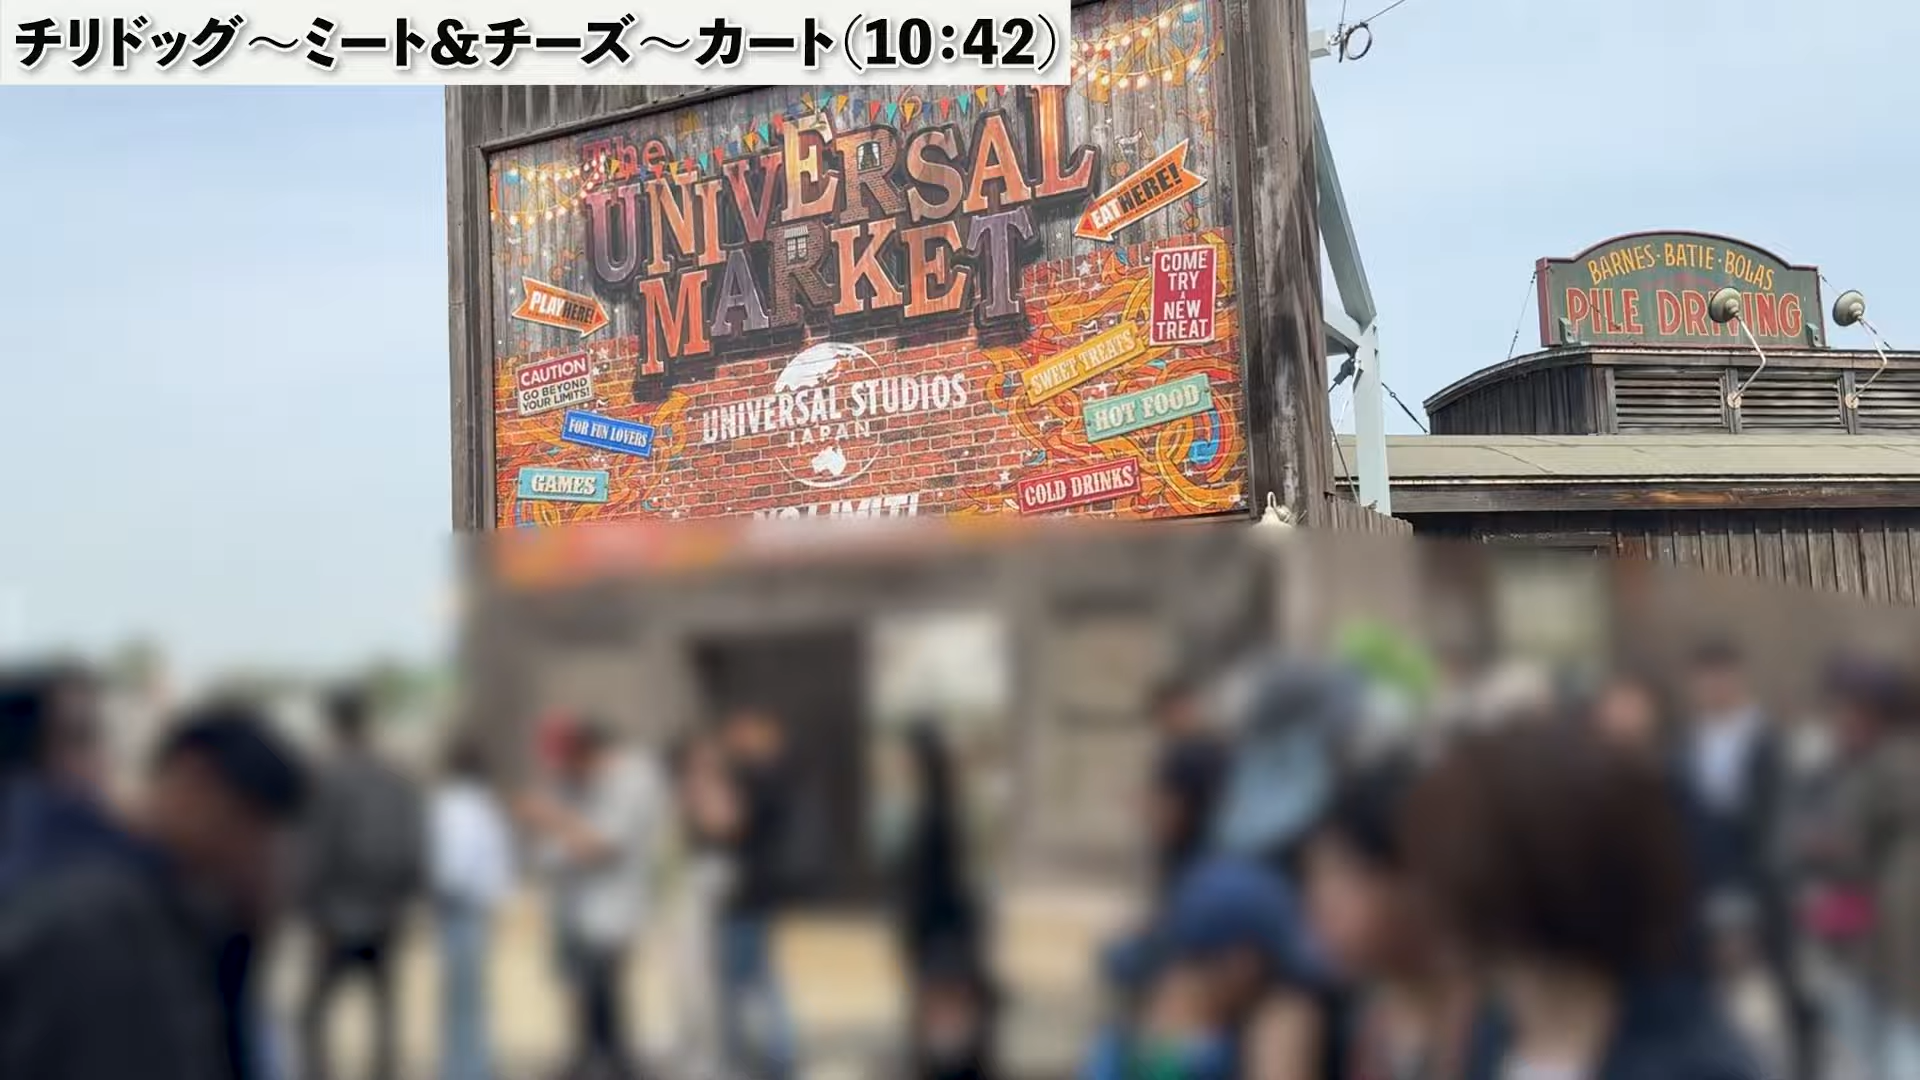 チリドッグ～ミート&チーズ～カート(10:42)
The
UNIVERSAL
MARKET
EAT HERE!
PLAY HERE!
COME
TRY
A
NEW
TREAT
CAUTION
GO BEYOND
YOUR LIMITS!
FOR FUN LOVERS
GAMES
UNIVERSAL STUDIOS
JAPAN
SWEET TREATS
HOT FOOD
COLD DRINKS
NO LIMIT!
BARNES·BATIE·BOLAS
PILE DRIVING